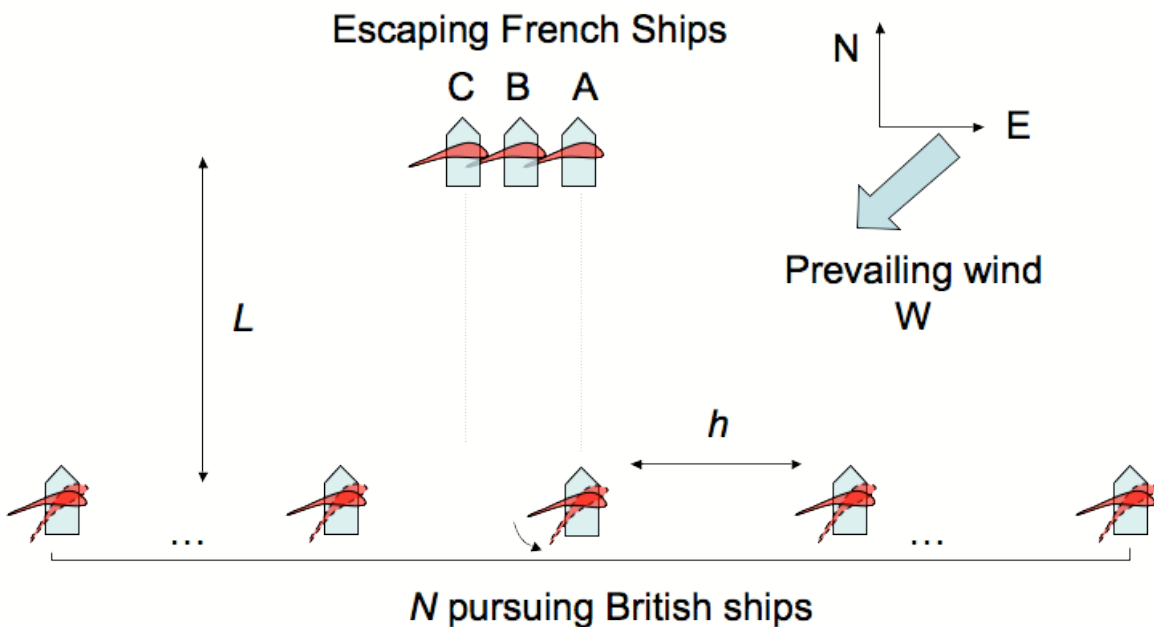 Escaping French Ships
C B A
N
E
Prevailing wind
W
L
h
... ...
N pursuing British ships